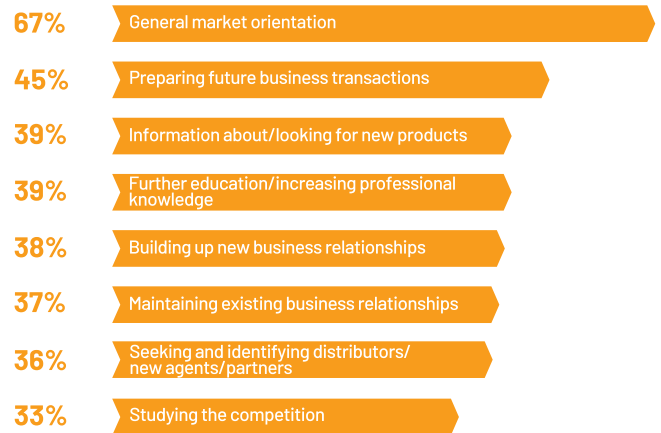 67% General market orientation
45% Preparing future business transactions
39% Information about/looking for new products
39% Further education/increasing professional
knowledge
38% Building up new business relationships
37% Maintaining existing business relationships
36% Seeking and identifying distributors/
new agents/partners
33% Studying the competition